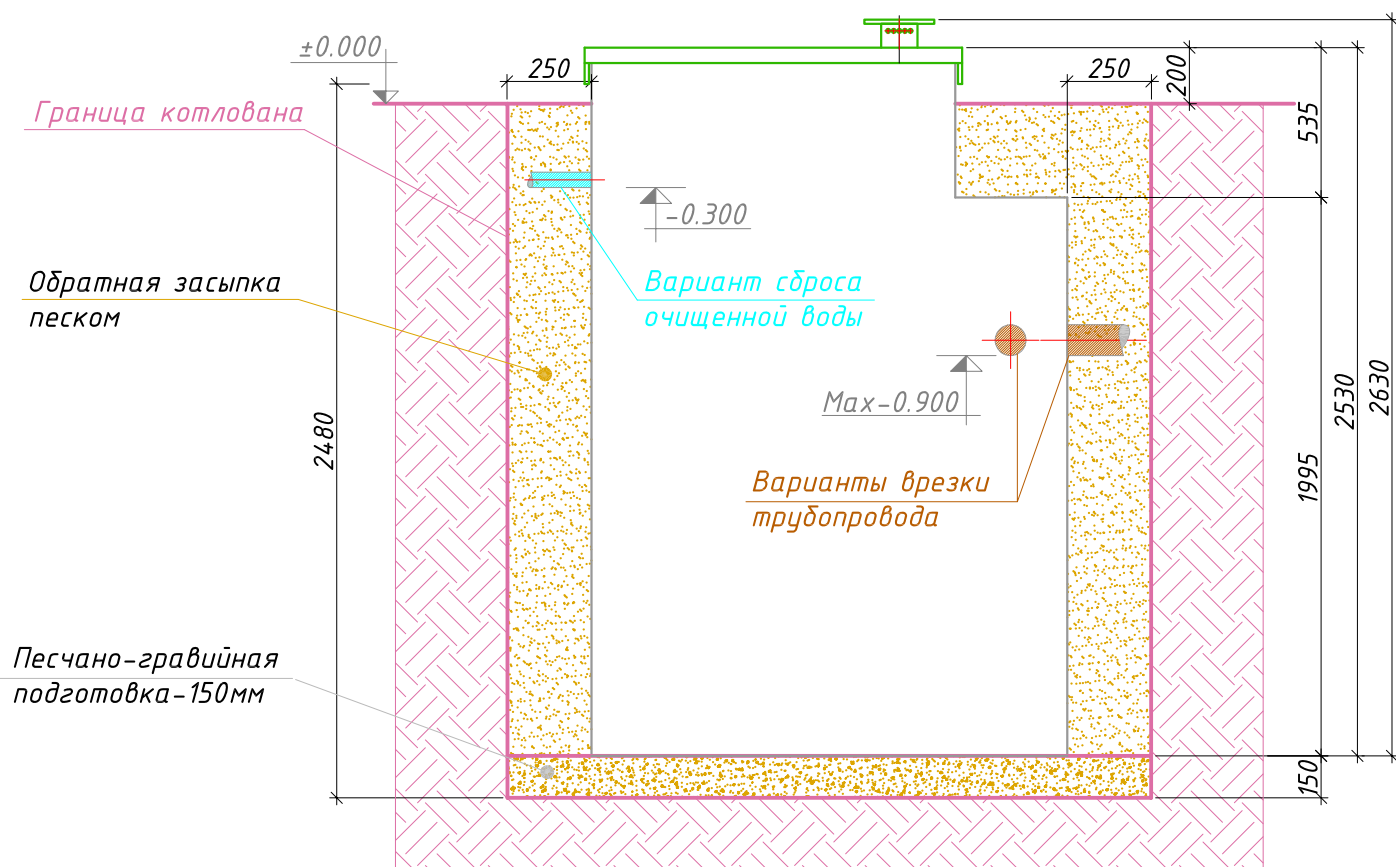 ±0.000
250
250
200
Граница котлована
535
-0.300
Обратная засыпка
песком
Вариант сброса
очищенной воды
Max-0.900
2480
2530
2630
1995
Варианты врезки
трубопровода
Песчано-гравийная
подготовка-150мм
150